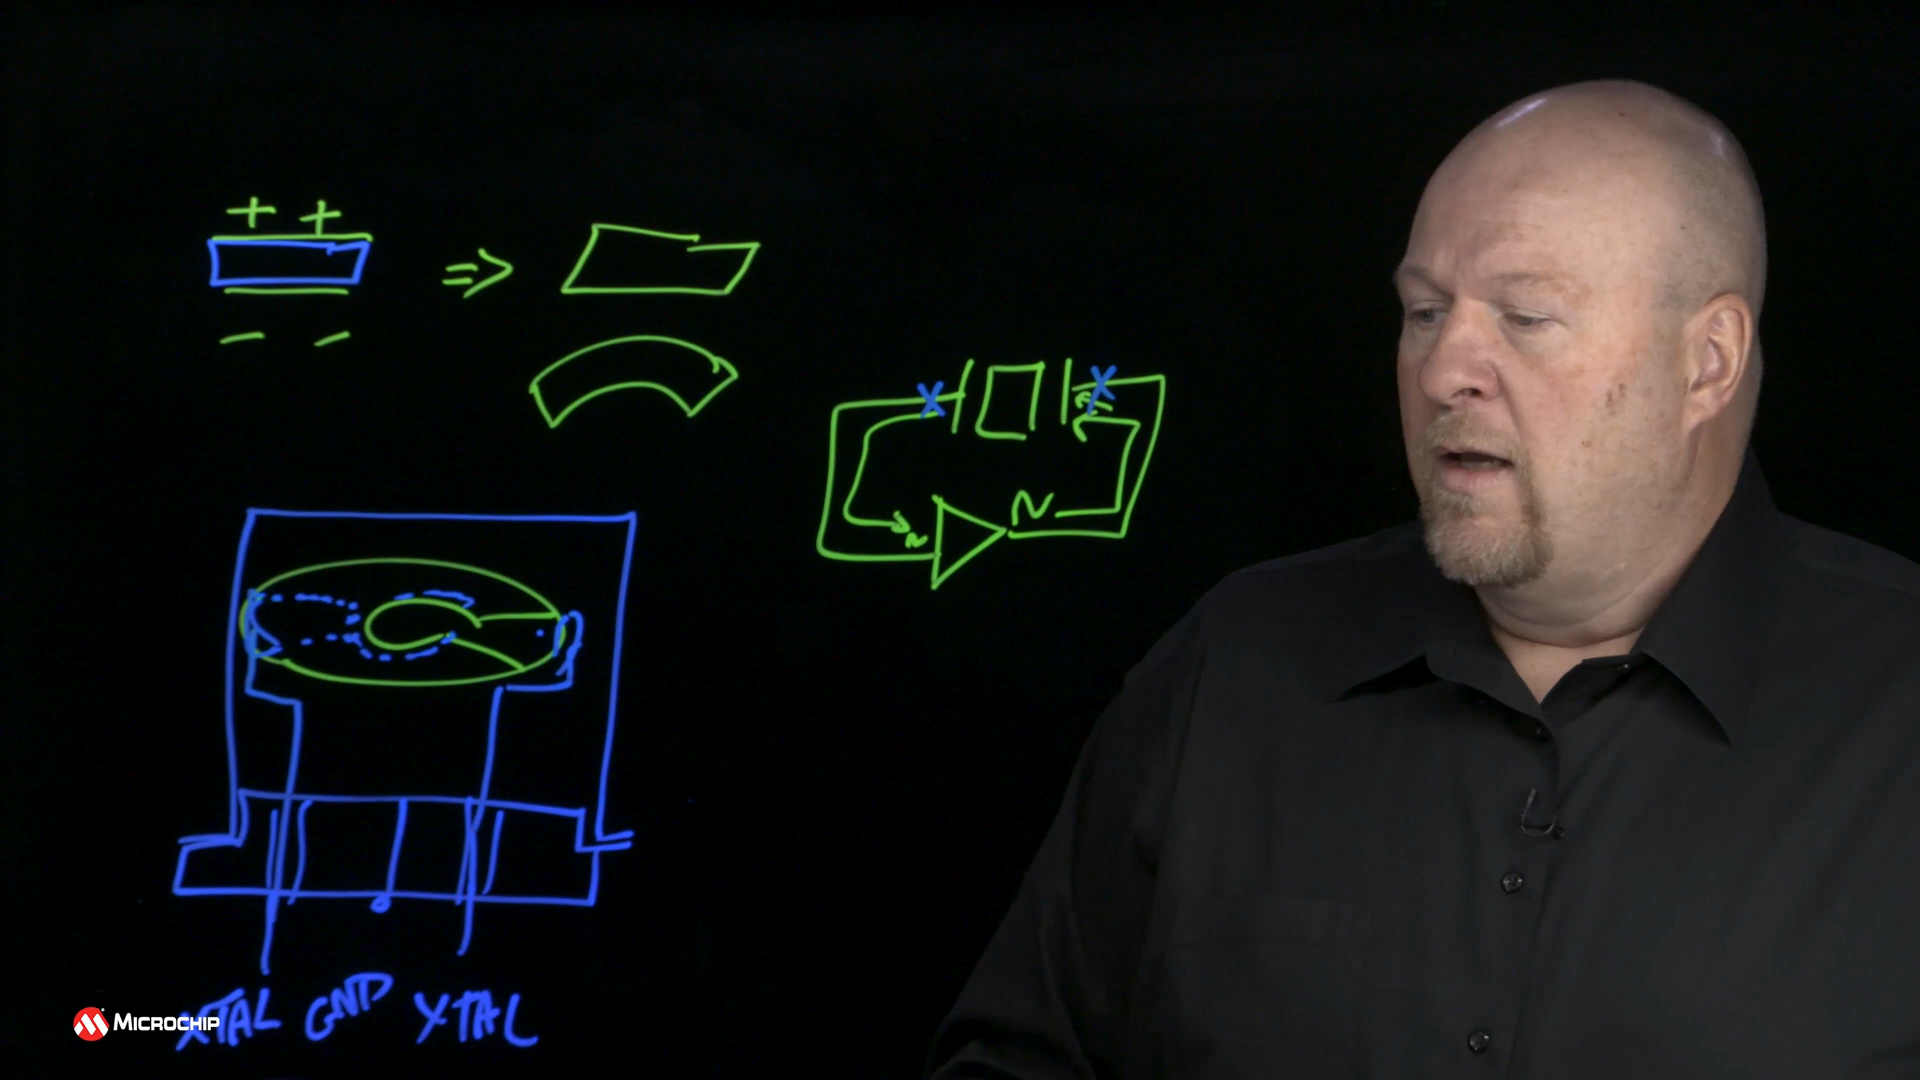 + +
- -
=>
X X
N
~
XTAL GND XTAL
MICROCHIP